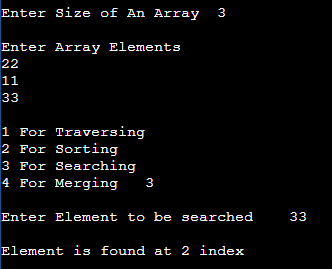 Enter Size of An Array  3
Enter Array Elements
22
11
33
1 For Traversing
2 For Sorting
3 For Searching
4 For Merging   3
Enter Element to be searched    33
Element is found at 2 index